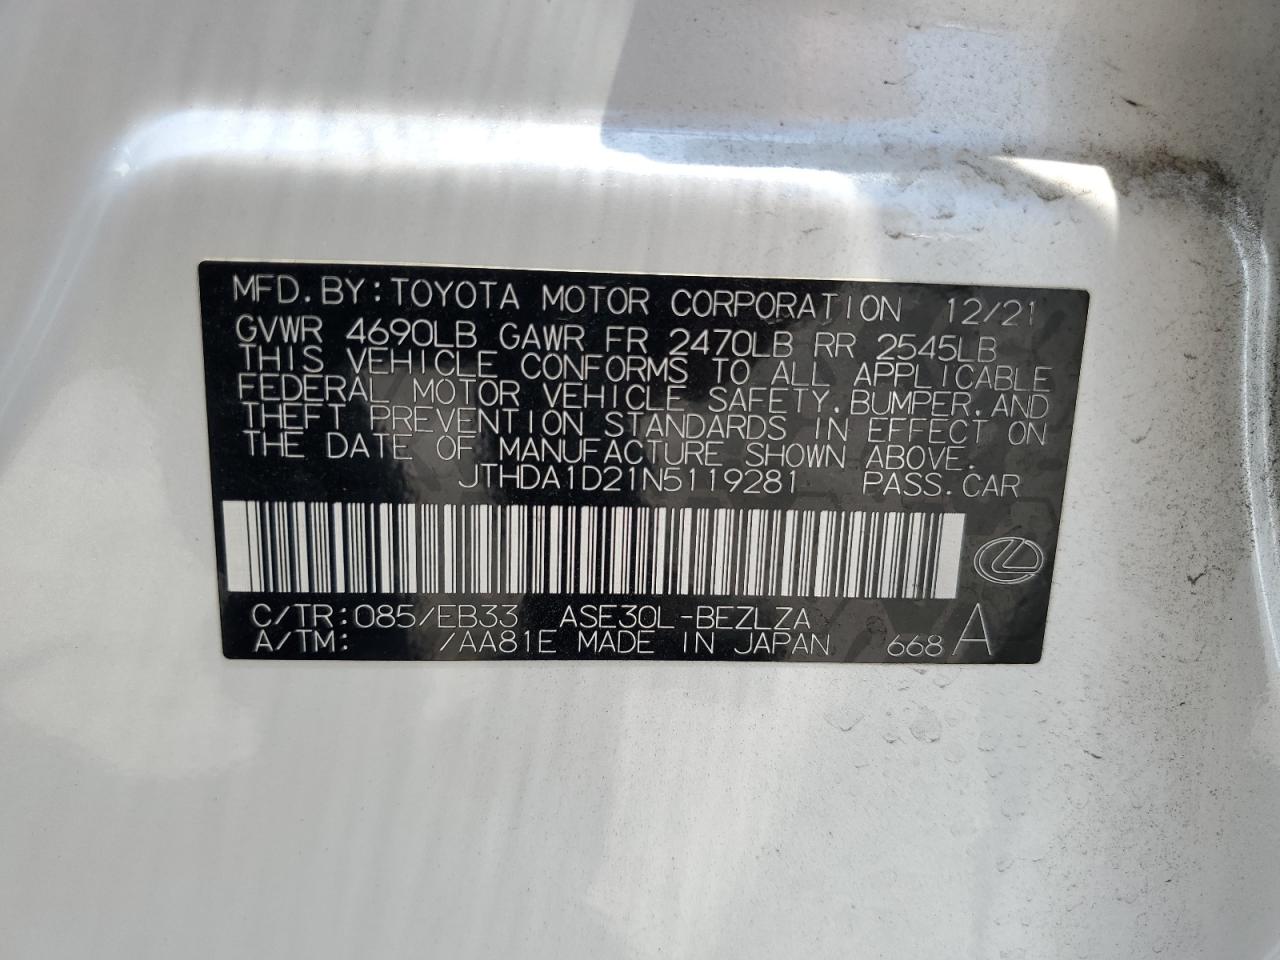 MFD.BY:TOYOTA MOTOR CORPORATION 12/21
GVWR 4690LB GAWR FR 2470LB RR 2545LB
THIS VEHICLE CONFORMS TO ALL APPLICABLE
FEDERAL MOTOR VEHICLE SAFETY,BUMPER,AND
THEFT PREVENTION STANDARDS IN EFFECT ON
THE DATE OF MANUFACTURE SHOWN ABOVE.
JTHDA1D21N5119281 PASS.CAR
C/TR:085/EB33 ASE30L-BEZLZA
A/TM: /AA81E MADE IN JAPAN 668 A